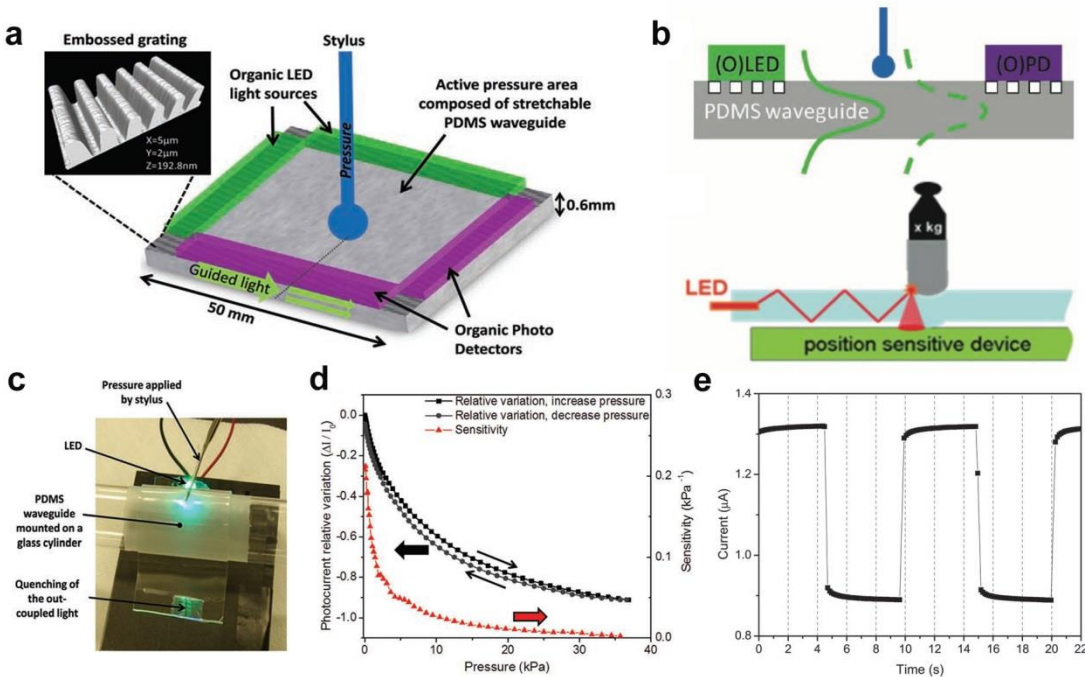 a
Embossed grating
X=5µm
Y=2µm
Z=192.8nm
Organic LED
light sources
Stylus
Pressure
Active pressure area
composed of stretchable
PDMS waveguide
0.6mm
Guided light
50 mm
Organic Photo
Detectors
b
(O)LED
(O)PD
PDMS waveguide
x kg
LED
position sensitive device
c
Pressure applied
by stylus
LED
PDMS
waveguide
mounted on a
glass cylinder
Quenching of
the out-
coupled light
d
Relative variation, increase pressure
Relative variation, decrease pressure
Sensitivity
Photocurrent relative variation (ΔI / I0)
0.0
-0.2
-0.4
-0.6
-0.8
-1.0
0.3
0.2
0.1
0.0
Sensitivity (kPa-1)
0
10
20
30
40
Pressure (kPa)
e
Current (µA)
1.4
1.2
1.0
0.8
0 2 4 6 8 10 12 14 16 18 20 22
Time (s)